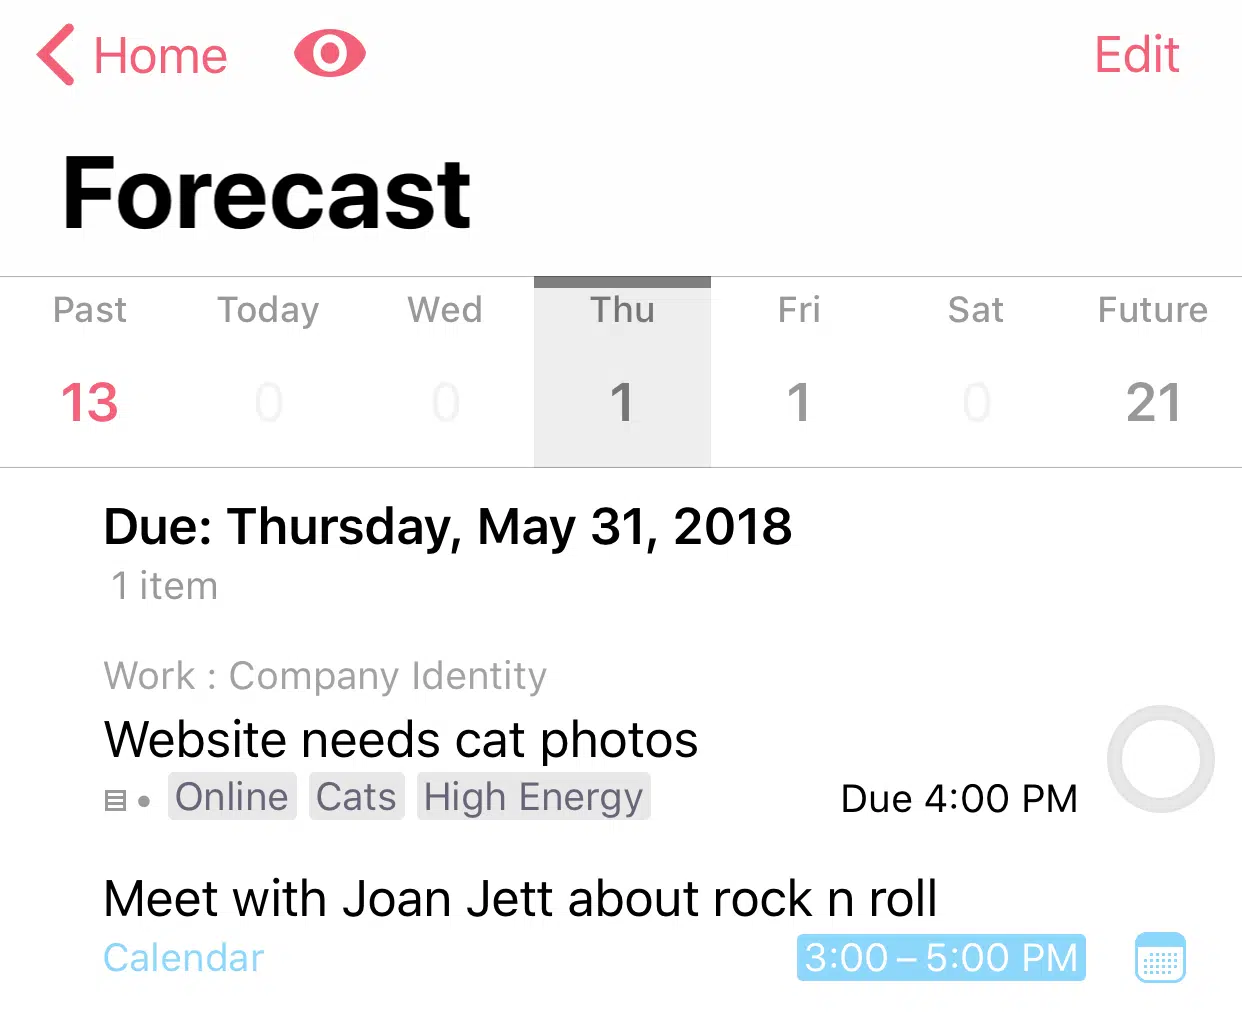 Home Edit
Forecast
Past Today Wed Thu Fri Sat Future
13 0 0 1 1 0 21
Due: Thursday, May 31, 2018
1 item
Work : Company Identity
Website needs cat photos
Online Cats High Energy Due 4:00 PM
Meet with Joan Jett about rock n roll
Calendar 3:00 – 5:00 PM